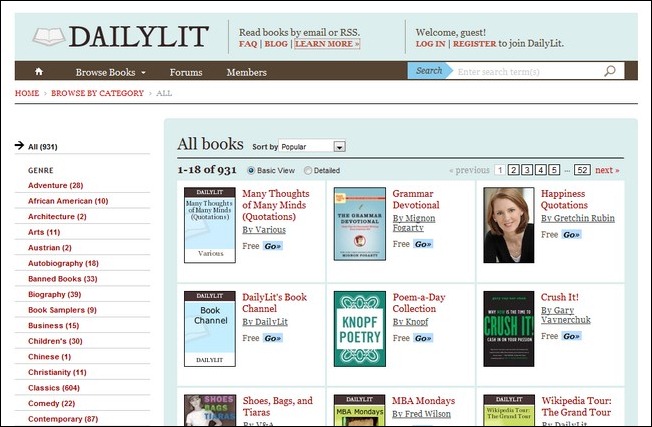 DAILYLIT
Read books by email or RSS.
FAQ | BLOG | LEARN MORE »
Welcome, guest!
LOG IN | REGISTER to join DailyLit.
Browse Books
Forums
Members
Search
Enter search term(s)
HOME › BROWSE BY CATEGORY › ALL
All (931)
GENRE
Adventure (28)
African American (10)
Architecture (2)
Arts (11)
Austrian (2)
Autobiography (18)
Banned Books (33)
Biography (39)
Book Samplers (9)
Business (15)
Children's (30)
Chinese (1)
Christianity (11)
Classics (604)
Comedy (22)
Contemporary (87)
All books
Sort by Popular
1-18 of 931
Basic View
Detailed
« previous 1 2 3 4 5 ... 52 next »
DAILYLIT
Many Thoughts
of Many Minds
(Quotations)
Various
Many Thoughts
of Many Minds
(Quotations)
By Various
Free Go»
THE GRAMMAR
DEVOTIONAL
MIGNON FOGARTY
Grammar
Devotional
By Mignon
Fogarty
Free Go»
Happiness
Quotations
By Gretchin Rubin
Free Go»
Book
Channel
DAILYLIT
DailyLit's Book
Channel
By DailyLit
Free Go»
KNOPF
POETRY
Poem-a-Day
Collection
By Knopf
Free Go»
WHY NOW IS THE TIME TO
CRUSH IT!
CASH IN ON YOUR PASSION
Crush It!
By Gary
Vaynerchuk
Free Go»
SHOES
BAGS
TIARAS
Shoes, Bags, and
Tiaras
By V&A
DAILYLIT
MBA Mondays
MBA Mondays
By Fred Wilson
DAILYLIT
Wikipedia Tour:
The Grand Tour
Wikipedia Tour:
The Grand Tour